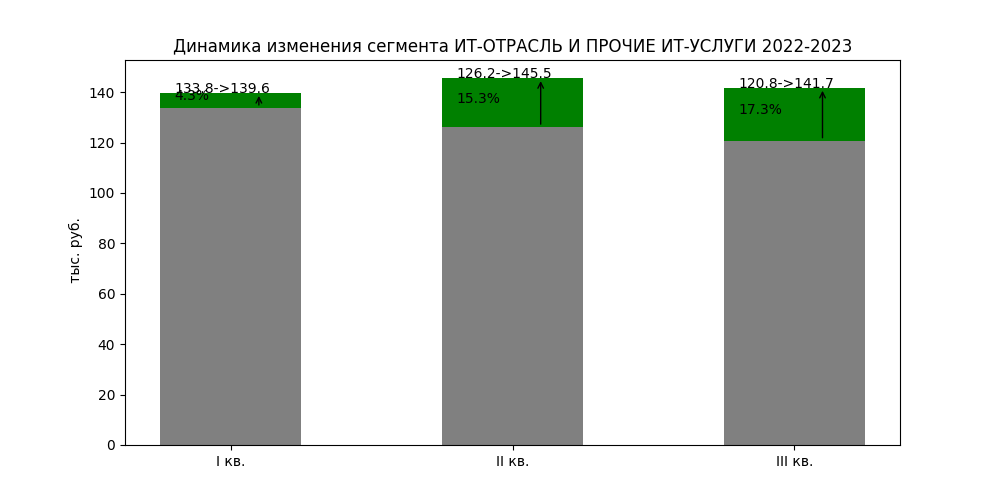 Динамика изменения сегмента ИТ-ОТРАСЛЬ И ПРОЧИЕ ИТ-УСЛУГИ 2022-2023
133.8->139.6
4.3%
126.2->145.5
15.3%
120.8->141.7
17.3%
тыс. руб.
140
120
100
80
60
40
20
0
I кв.
II кв.
III кв.